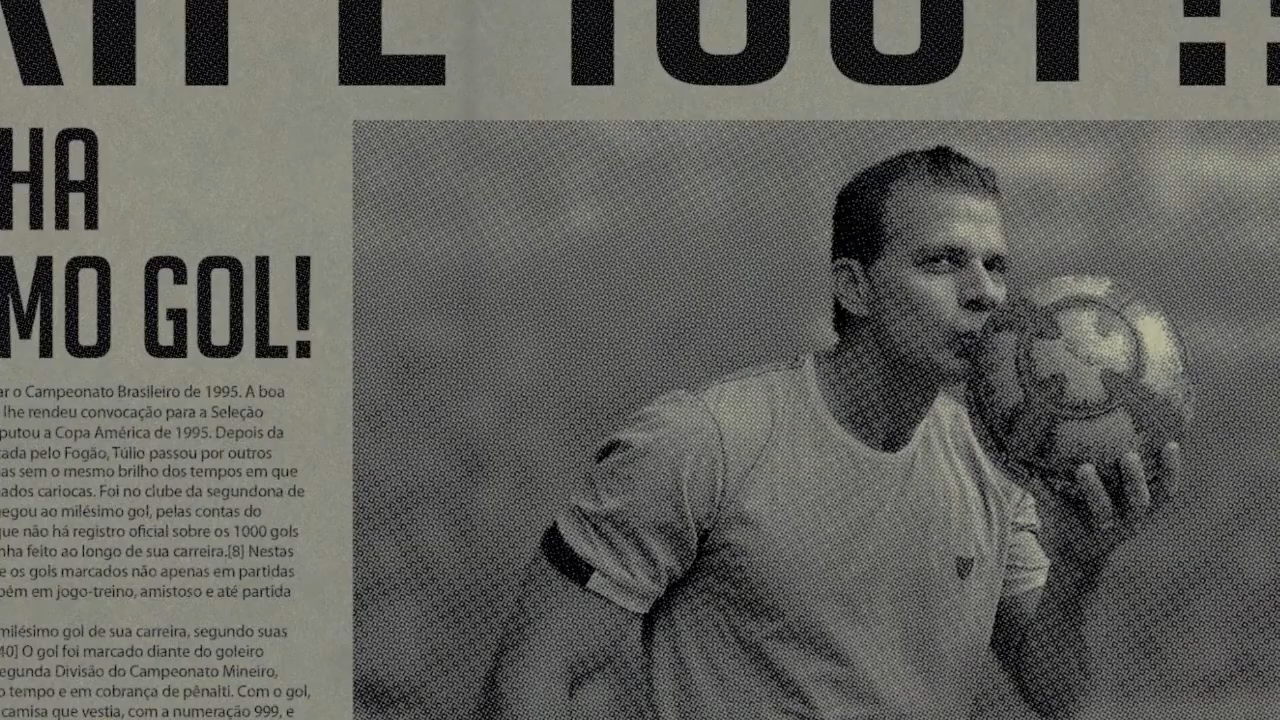 HA
MO GOL!
o Campeonato Brasileiro de 1995. A boa
lhe rendeu convocação para a Seleção
putou a Copa América de 1995. Depois da
pelo Fogão, Túlio passou por outros
as sem o mesmo brilho dos tempos em que
ados cariocas. Foi no clube da segundona de
egou ao milésimo gol, pelas contas do
ue não há registro oficial sobre os 1000 gols
nha feito ao longo de sua carreira.[8] Nestas
e os gols marcados não apenas em partidas
bém em jogo-treino, amistoso e até partida
milésimo gol de sua carreira, segundo suas
40] O gol foi marcado diante do goleiro
egunda Divisão do Campeonato Mineiro,
o tempo e em cobrança de pênalti. Com o gol,
camisa que vestia, com a numeração 999, e